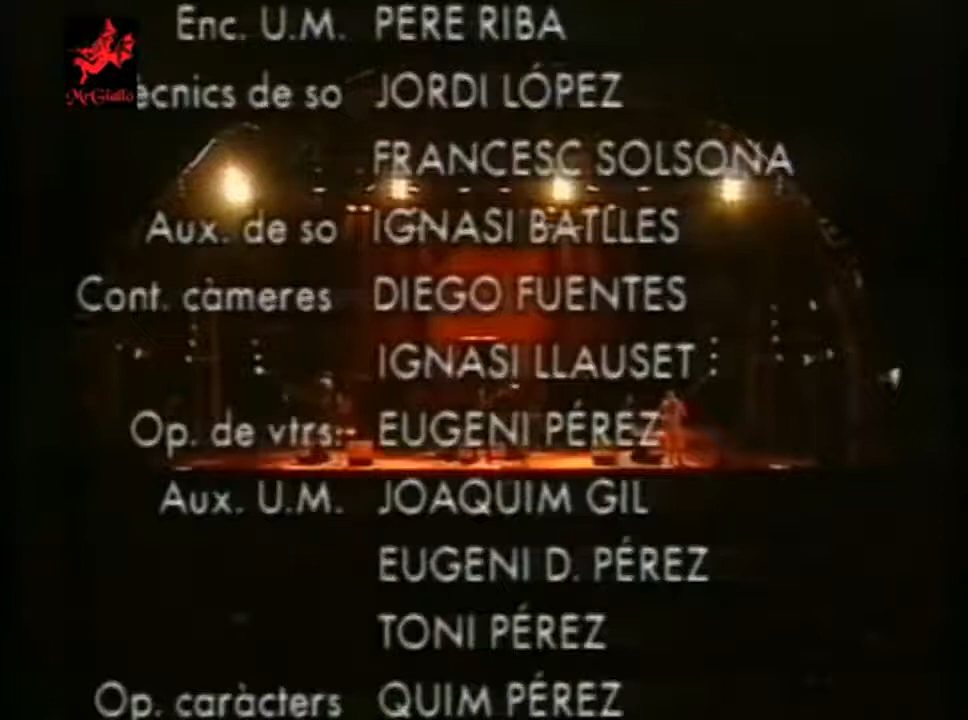 Enc. U.M. PERE RIBA
MrGiallo
ècnics de so JORDI LÓPEZ
FRANCESC SOLSONA
Aux. de so IGNASI BATLLES
Cont. càmeres DIEGO FUENTES
IGNASI LLAUSET
Op. de vtrs. EUGENI PÉREZ
Aux. U.M. JOAQUIM GIL
EUGENI D. PÉREZ
TONI PÉREZ
Op. caràcters QUIM PÉREZ